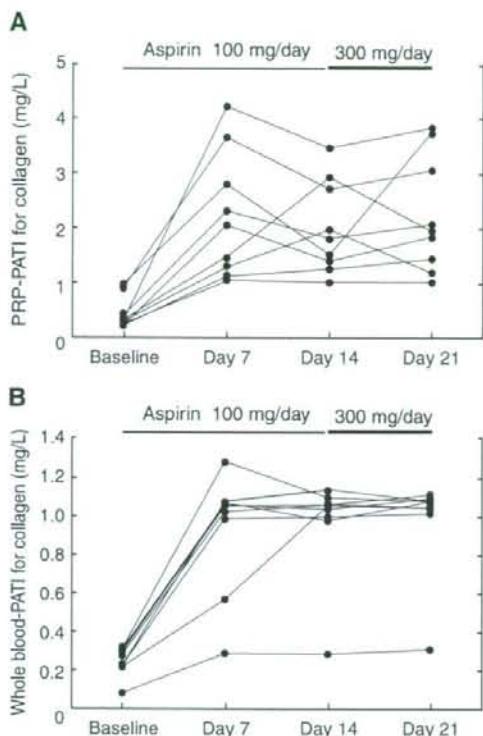 A
Aspirin 100 mg/day
300 mg/day
PRP-PATI for collagen (mg/L)
5
4
3
2
1
0
Baseline
Day 7
Day 14
Day 21
B
Aspirin 100 mg/day
300 mg/day
Whole blood-PATI for collagen (mg/L)
1.4
1.2
1.0
0.8
0.6
0.4
0.2
0
Baseline
Day 7
Day 14
Day 21